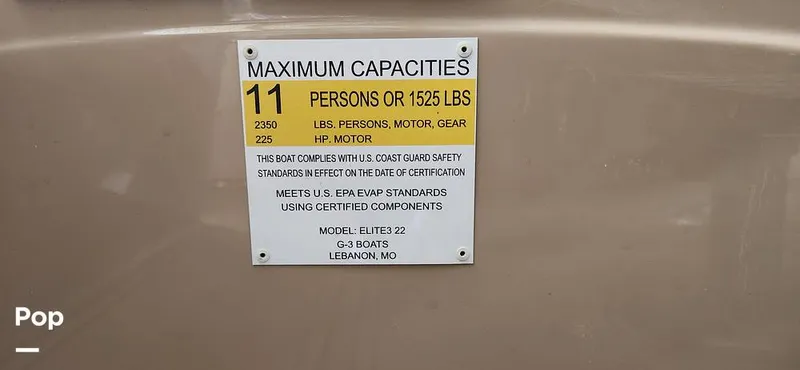 MAXIMUM CAPACITIES
11 PERSONS OR 1525 LBS
2350 LBS. PERSONS, MOTOR, GEAR
225 HP. MOTOR
THIS BOAT COMPLIES WITH U.S. COAST GUARD SAFETY
STANDARDS IN EFFECT ON THE DATE OF CERTIFICATION
MEETS U.S. EPA EVAP STANDARDS
USING CERTIFIED COMPONENTS
MODEL: ELITE3 22
G-3 BOATS
LEBANON, MO
Pop